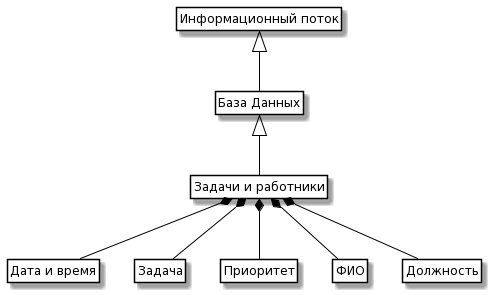 Информационный поток
База Данных
Задачи и работники
Дата и время
Задача
Приоритет
ФИО
Должность